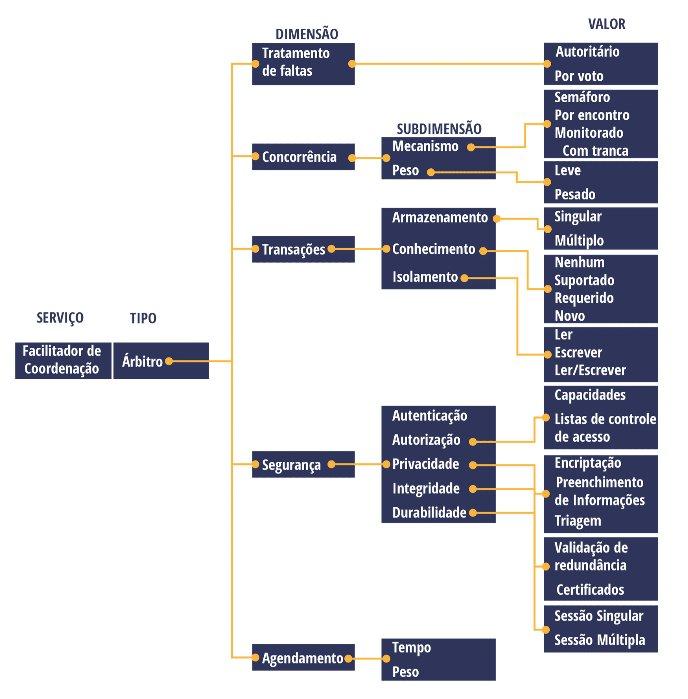 DIMENSÃO
VALOR
Tratamento
de faltas
Autoritário
Por voto
Concorrência
SUBDIMENSÃO
Mecanismo
Peso
Semáforo
Por encontro
Monitorado
Com tranca
Leve
Pesado
Transações
Armazenamento
Conhecimento
Isolamento
Singular
Múltiplo
Nenhum
Suportado
Requerido
Novo
Ler
Escrever
Ler/Escrever
SERVIÇO
TIPO
Facilitador de
Coordenação
Árbitro
Segurança
Autenticação
Autorização
Privacidade
Integridade
Durabilidade
Capacidades
Listas de controle
de acesso
Encriptação
Preenchimento
de Informações
Triagem
Validação de
redundância
Certificados
Sessão Singular
Sessão Múltipla
Agendamento
Tempo
Peso